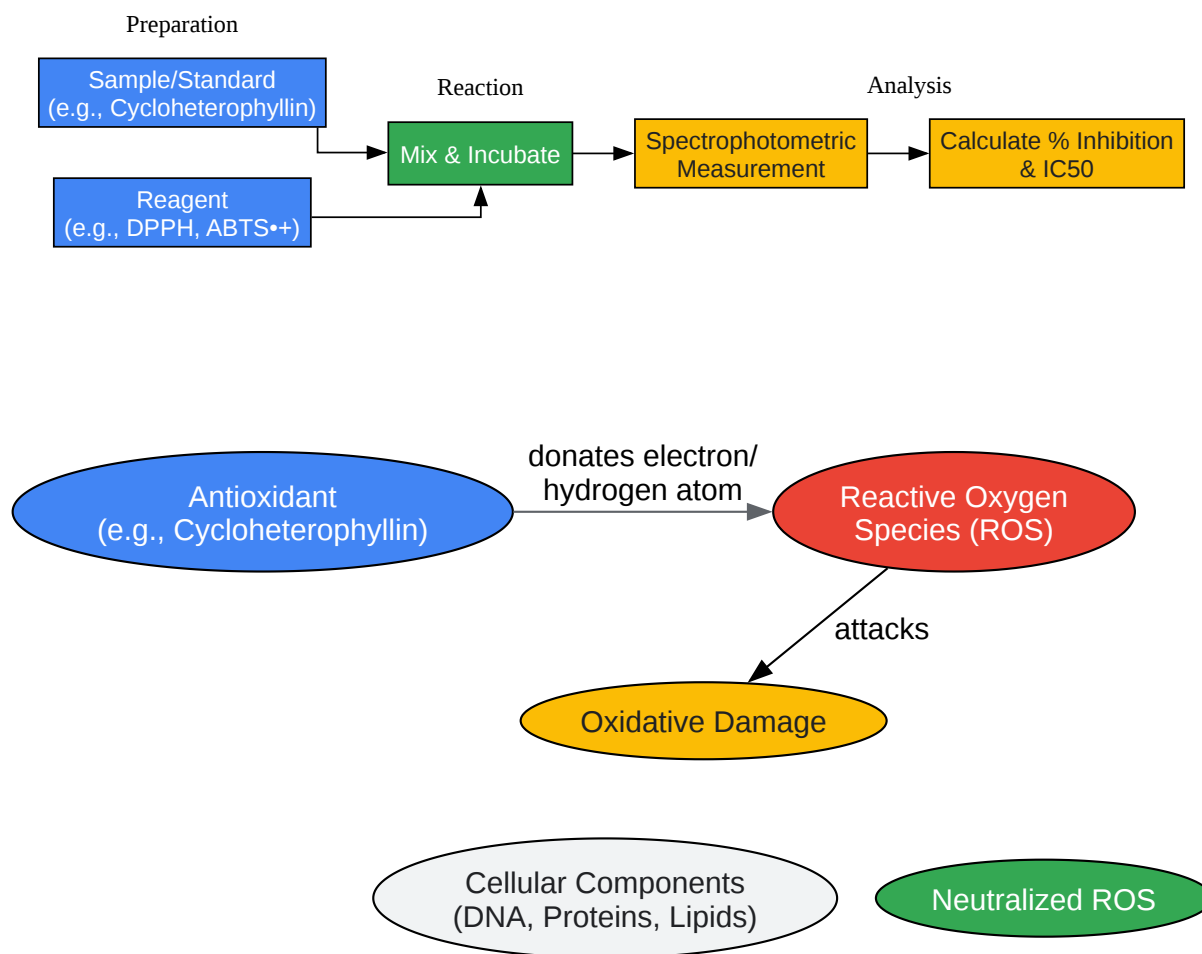 Preparation
Sample/Standard
(e.g., Cycloheterophyllin)
Reagent
(e.g., DPPH, ABTS•+)
Reaction
Mix & Incubate
Analysis
Spectrophotometric
Measurement
Calculate % Inhibition
& IC50
Antioxidant
(e.g., Cycloheterophyllin)
donates electron/
hydrogen atom
Reactive Oxygen
Species (ROS)
attacks
Oxidative Damage
Cellular Components
(DNA, Proteins, Lipids)
Neutralized ROS